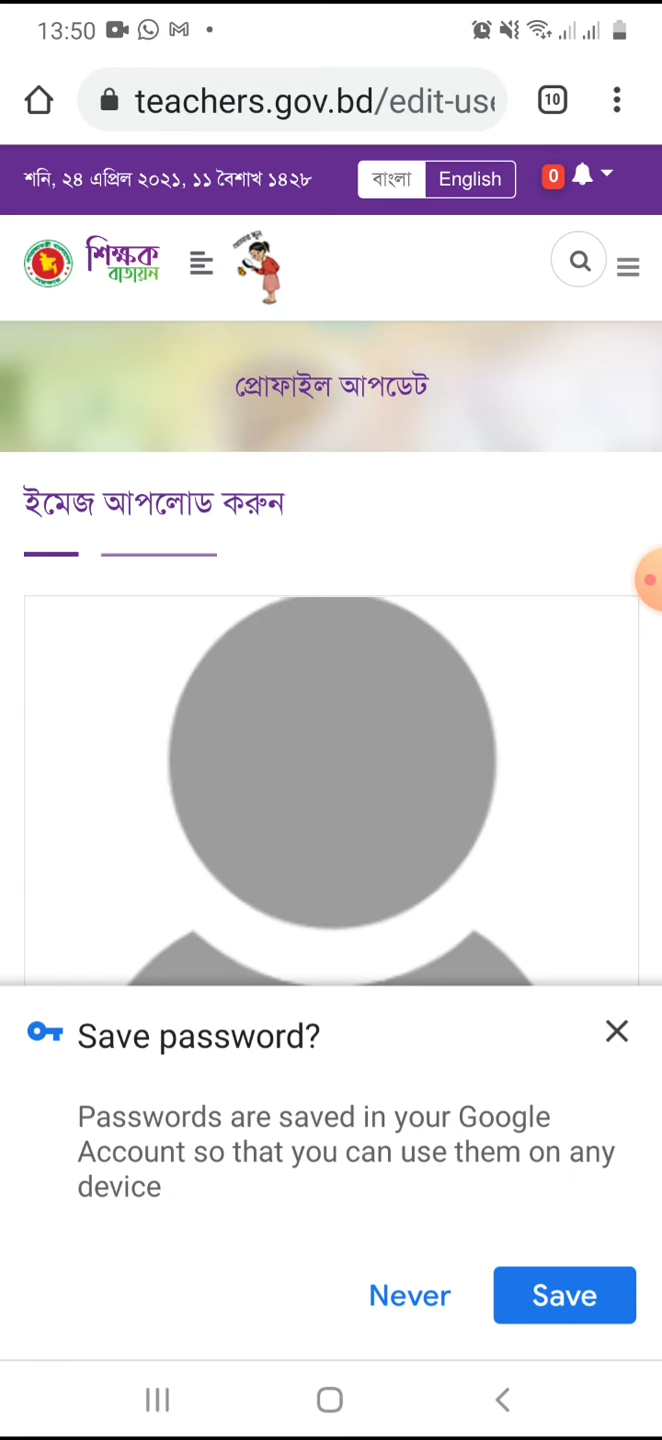 13:50
teachers.gov.bd/edit-use
10
শনি, ২৪ এপ্রিল ২০২১, ১১ বৈশাখ ১৪২৮
বাংলা English 0
শিক্ষক
বাতায়ন
প্রোফাইল আপডেট
ইমেজ আপলোড করুন
Save password?
Passwords are saved in your Google
Account so that you can use them on any
device
Never Save